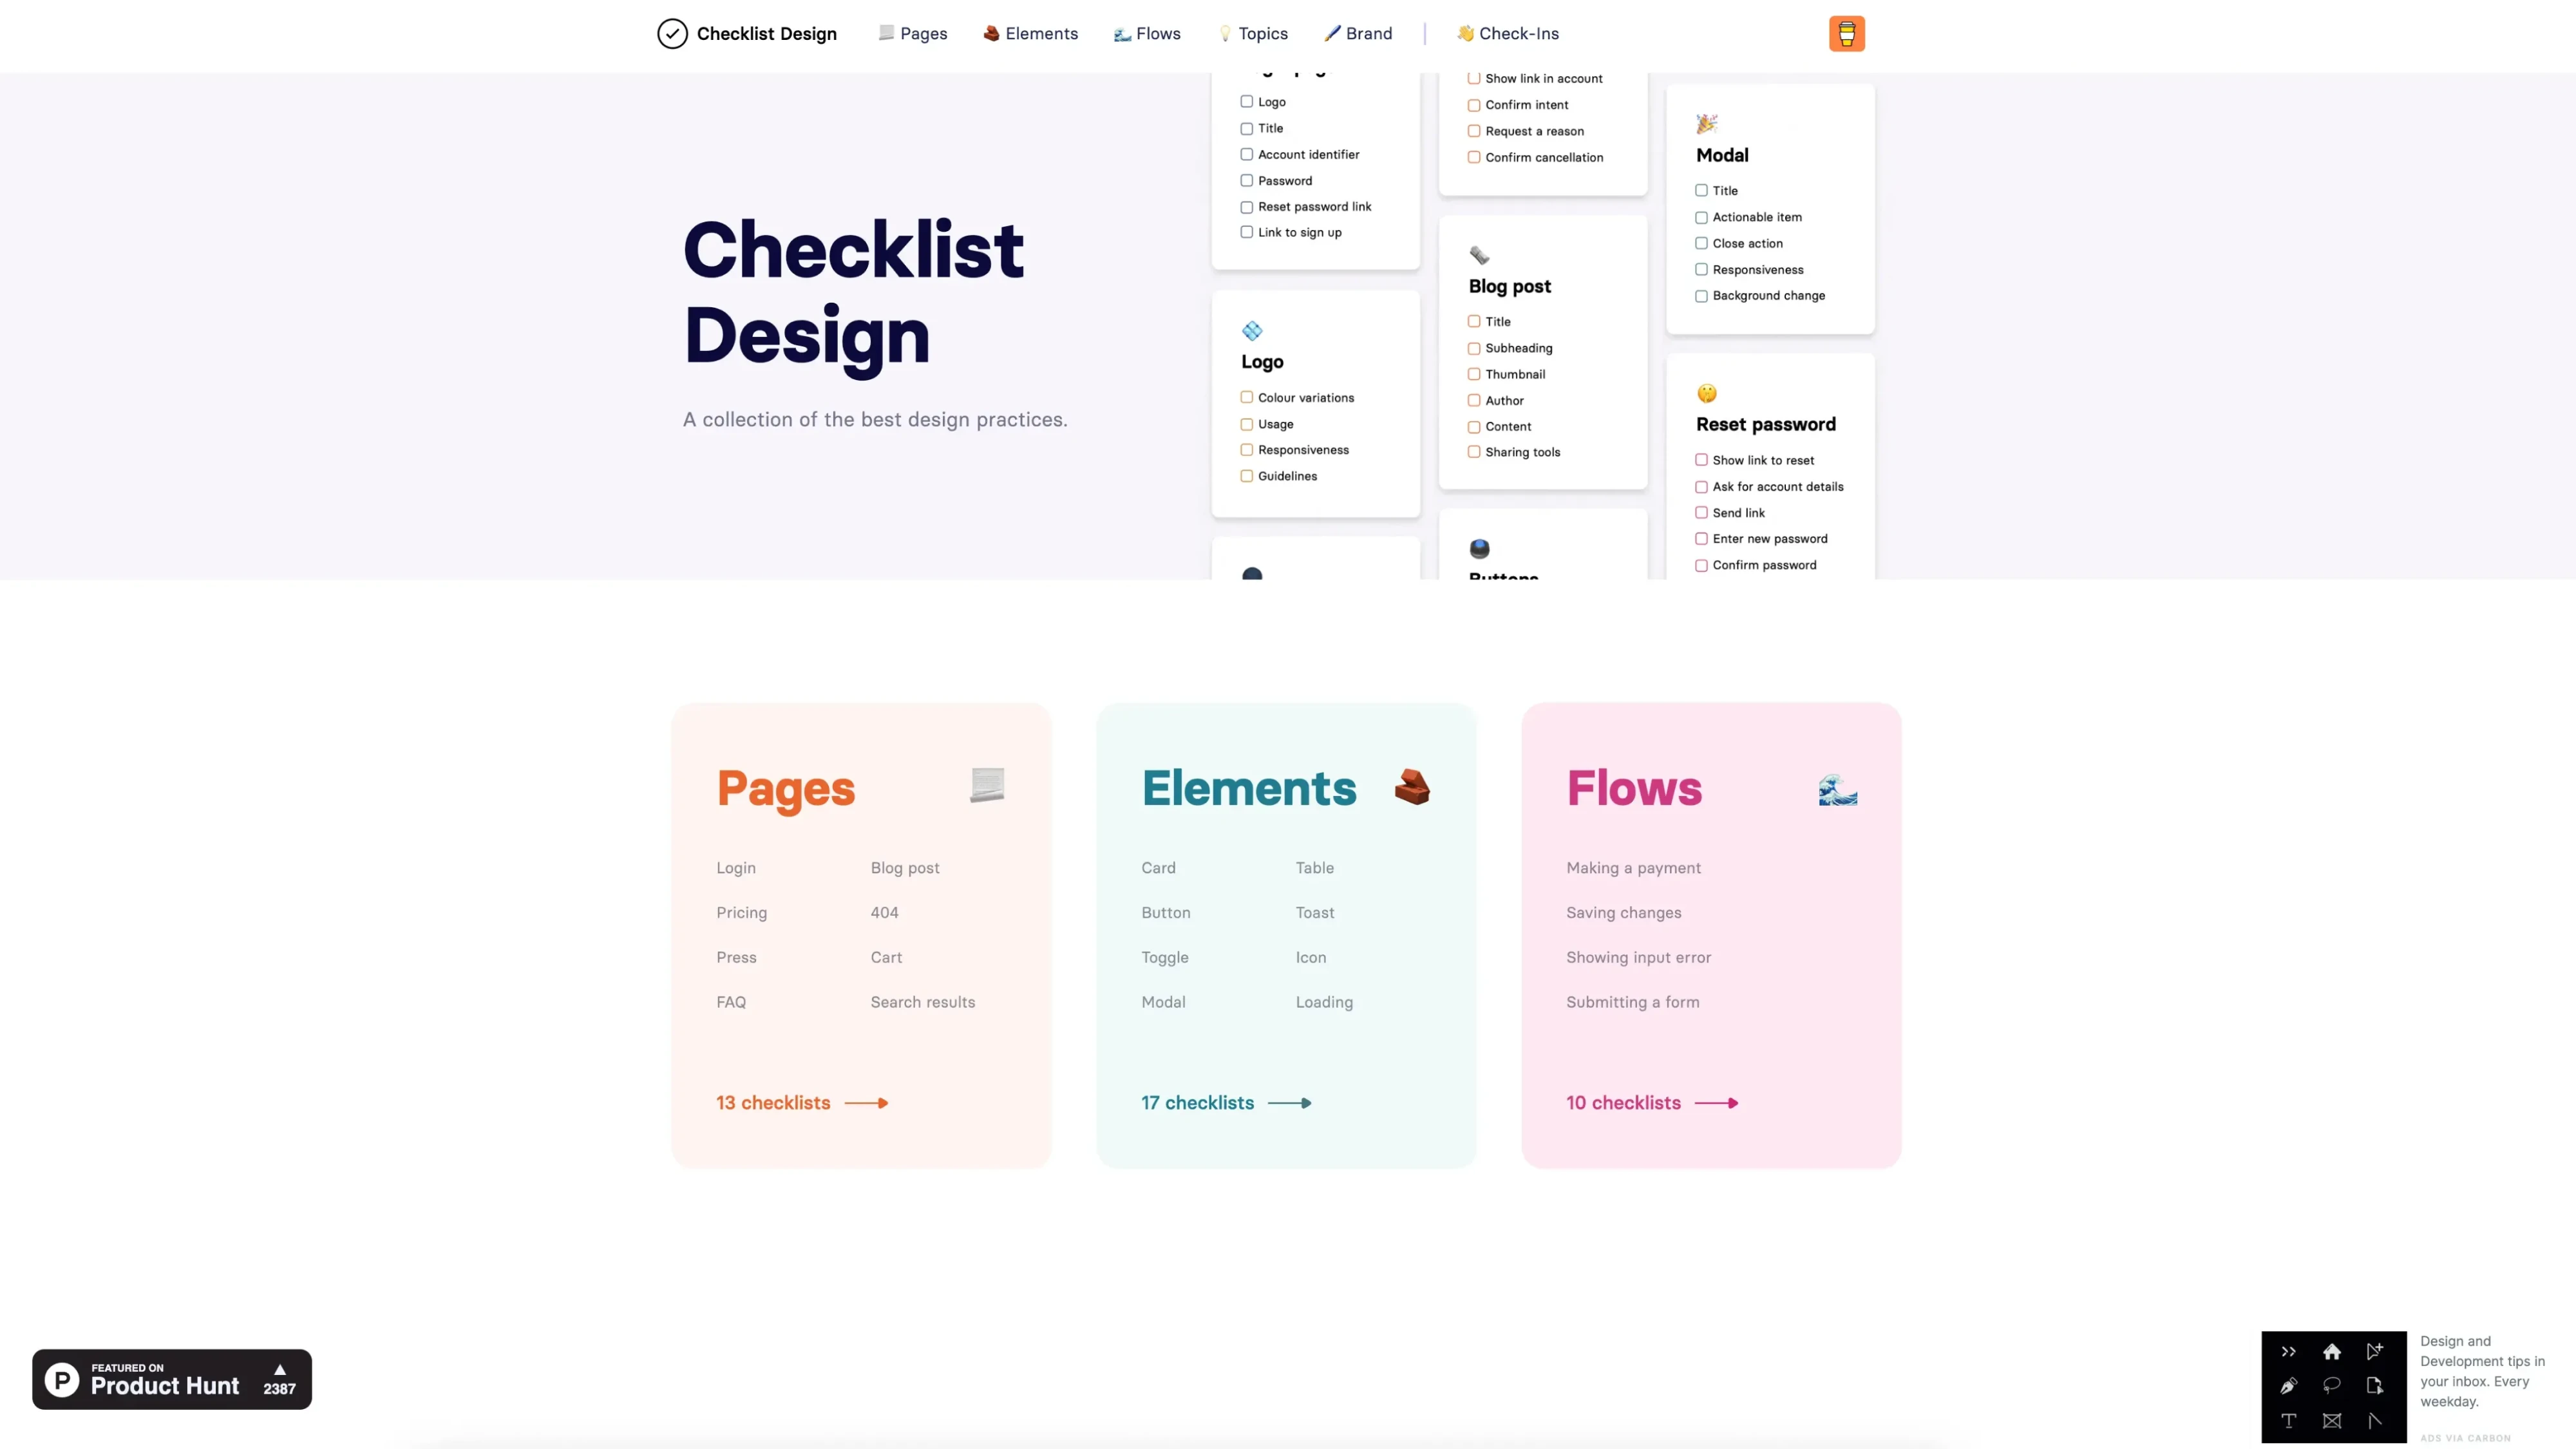 Checklist Design
Pages
Elements
Flows
Topics
Brand
Check-Ins
Checklist
Design
A collection of the best design practices.
Logo
Title
Account identifier
Password
Reset password link
Link to sign up
Logo
Colour variations
Usage
Responsiveness
Guidelines
Show link in account
Confirm intent
Request a reason
Confirm cancellation
Blog post
Title
Subheading
Thumbnail
Author
Content
Sharing tools
Buttons
Modal
Title
Actionable item
Close action
Responsiveness
Background change
Reset password
Show link to reset
Ask for account details
Send link
Enter new password
Confirm password
Pages
Login
Blog post
Pricing
404
Press
Cart
FAQ
Search results
13 checklists
Elements
Card
Table
Button
Toast
Toggle
Icon
Modal
Loading
17 checklists
Flows
Making a payment
Saving changes
Showing input error
Submitting a form
10 checklists
FEATURED ON
Product Hunt
2387
Design and
Development tips in
your inbox. Every
weekday.
ADS VIA CARBON